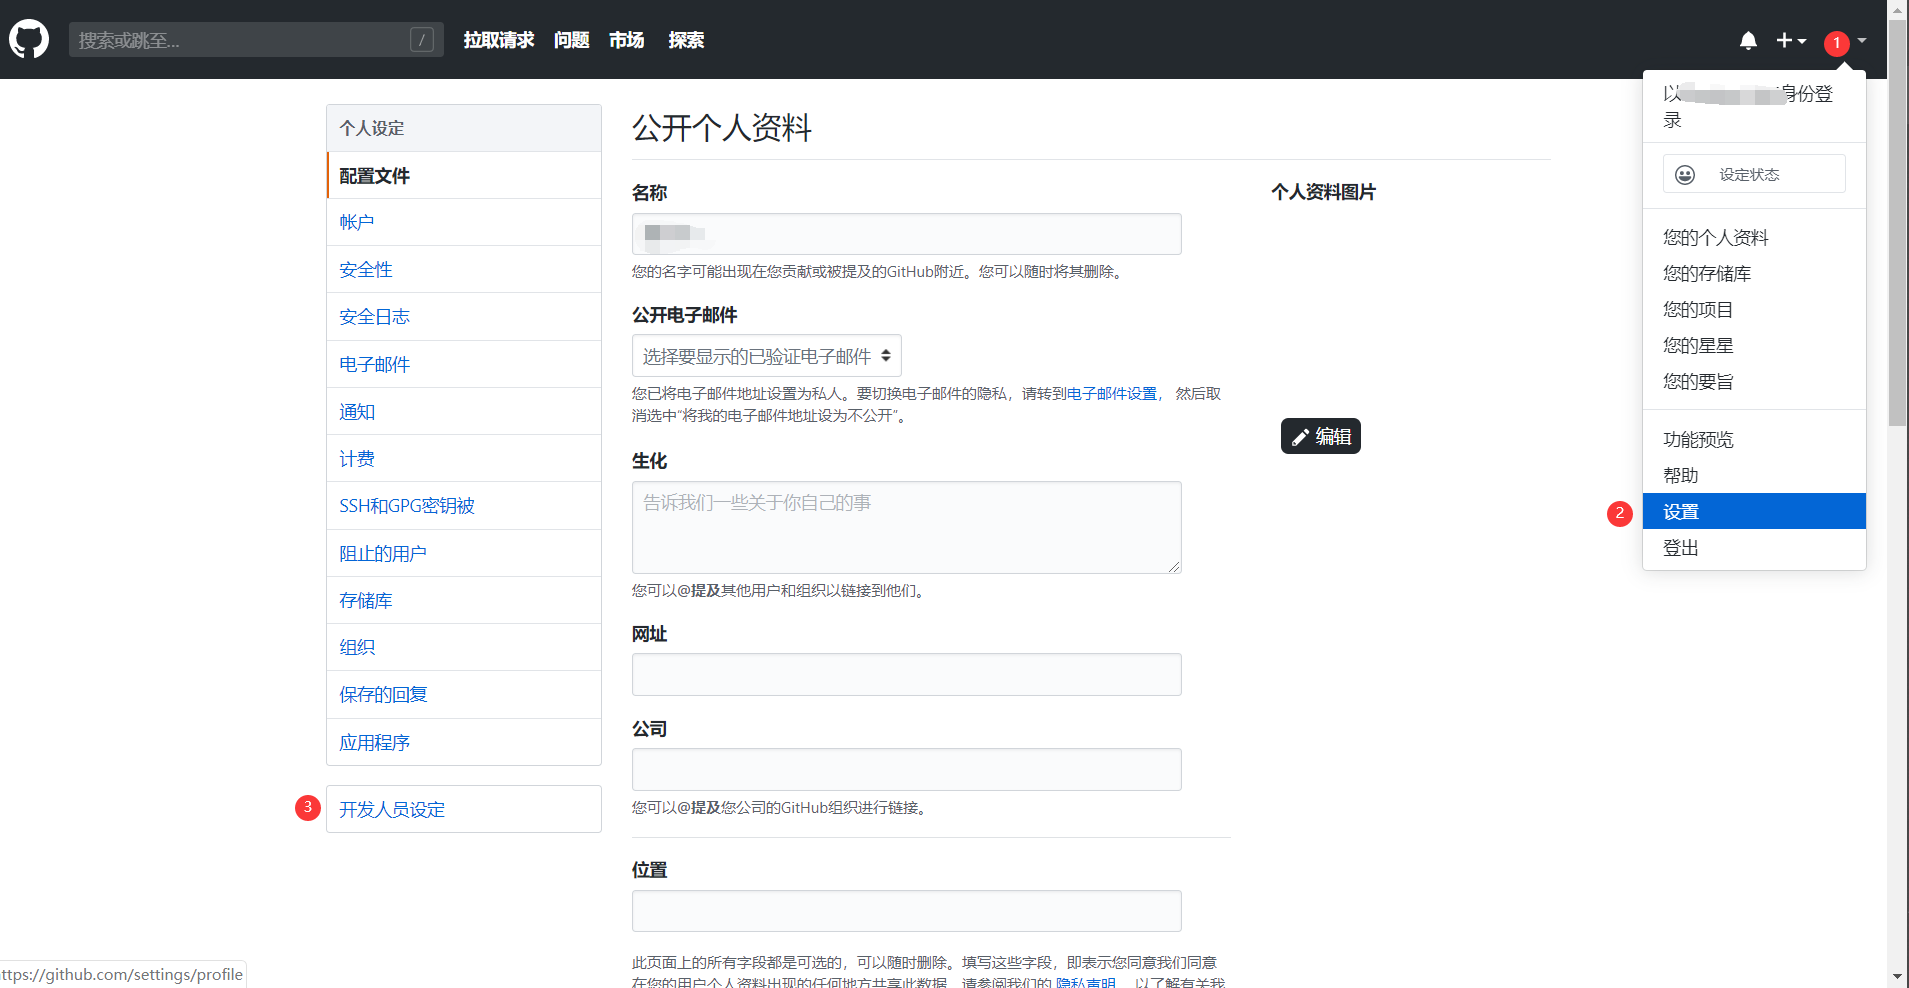 搜索或跳至...
/
拉取请求 问题 市场 探索
1
以
身份登
录
设定状态
您的个人资料
您的存储库
您的项目
您的星星
您的要旨
功能预览
帮助
2
设置
登出
个人设定
配置文件
帐户
安全性
安全日志
电子邮件
通知
计费
SSH和GPG密钥被
阻止的用户
存储库
组织
保存的回复
应用程序
3
开发人员设定
公开个人资料
名称
您的名字可能出现在您贡献或被提及的GitHub附近。您可以随时将其删除。
公开电子邮件
选择要显示的已验证电子邮件
您已将电子邮件地址设置为私人。要切换电子邮件的隐私，请转到电子邮件设置， 然后取
消选中“将我的电子邮件地址设为不公开”。
生化
告诉我们一些关于你自己的事
您可以@提及其他用户和组织以链接到他们。
网址
公司
您可以@提及您公司的GitHub组织进行链接。
位置
此页面上的所有字段都是可选的，可以随时删除。填写这些字段，即表示您同意我们同意
在您的用户个人资料出现的任何地方共享此数据。请参阅我们的 隐私声明， 以了解有关我
个人资料图片
编辑
ttps://github.com/settings/profile